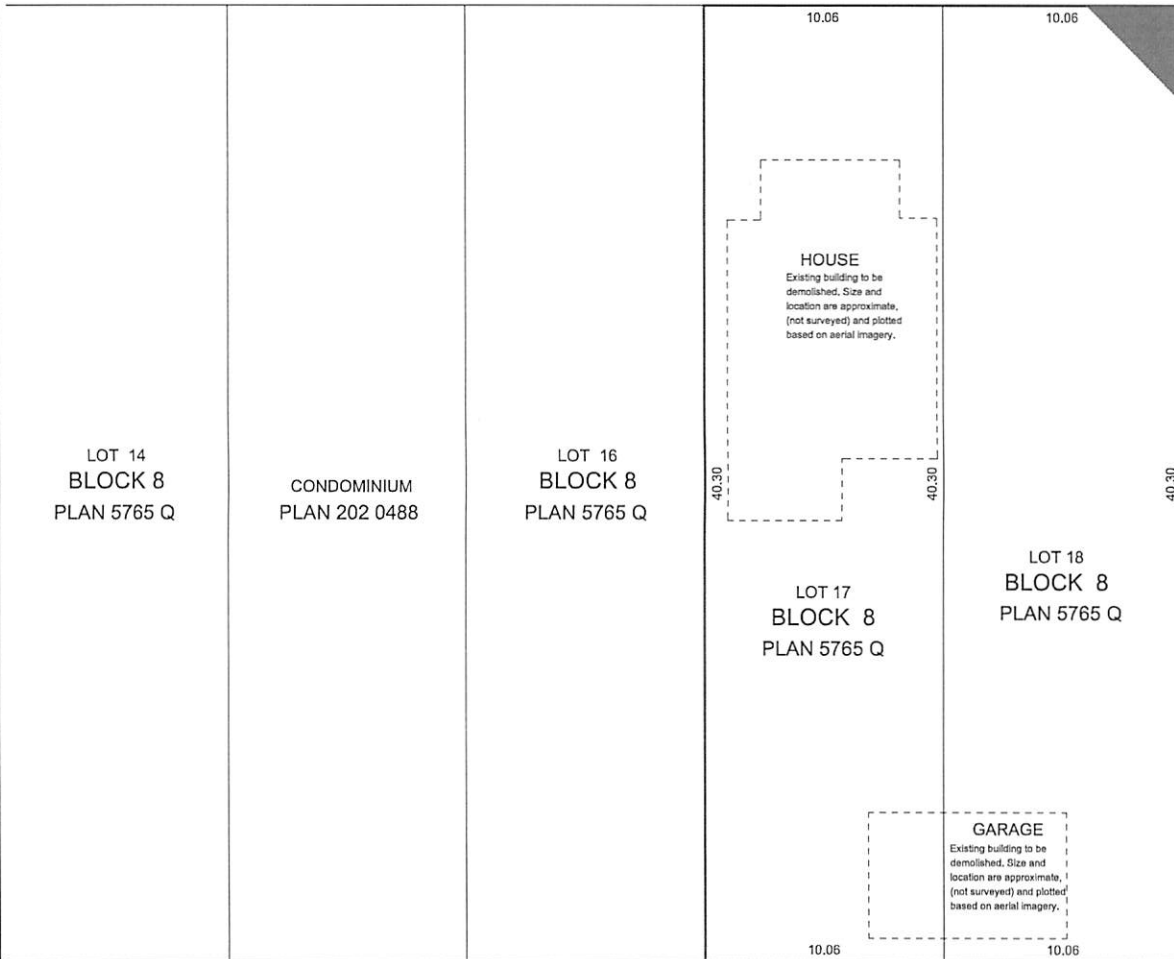 10.06
10.06
HOUSE
Existing building to be
demolished. Size and
location are approximate,
(not surveyed) and plotted
based on aerial imagery.
LOT 14
BLOCK 8
PLAN 5765 Q
CONDOMINIUM
PLAN 202 0488
LOT 16
BLOCK 8
PLAN 5765 Q
40.30
40.30
40.30
LOT 17
BLOCK 8
PLAN 5765 Q
LOT 18
BLOCK 8
PLAN 5765 Q
GARAGE
Existing building to be
demolished. Size and
location are approximate,
(not surveyed) and plotted
based on aerial imagery.
10.06
10.06